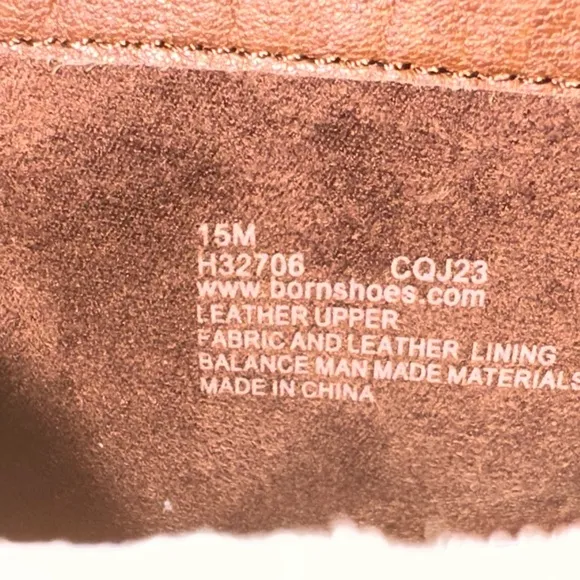 15M
H32706 CQJ23
www.bornshoes.com
LEATHER UPPER
FABRIC AND LEATHER LINING
BALANCE MAN MADE MATERIALS
MADE IN CHINA